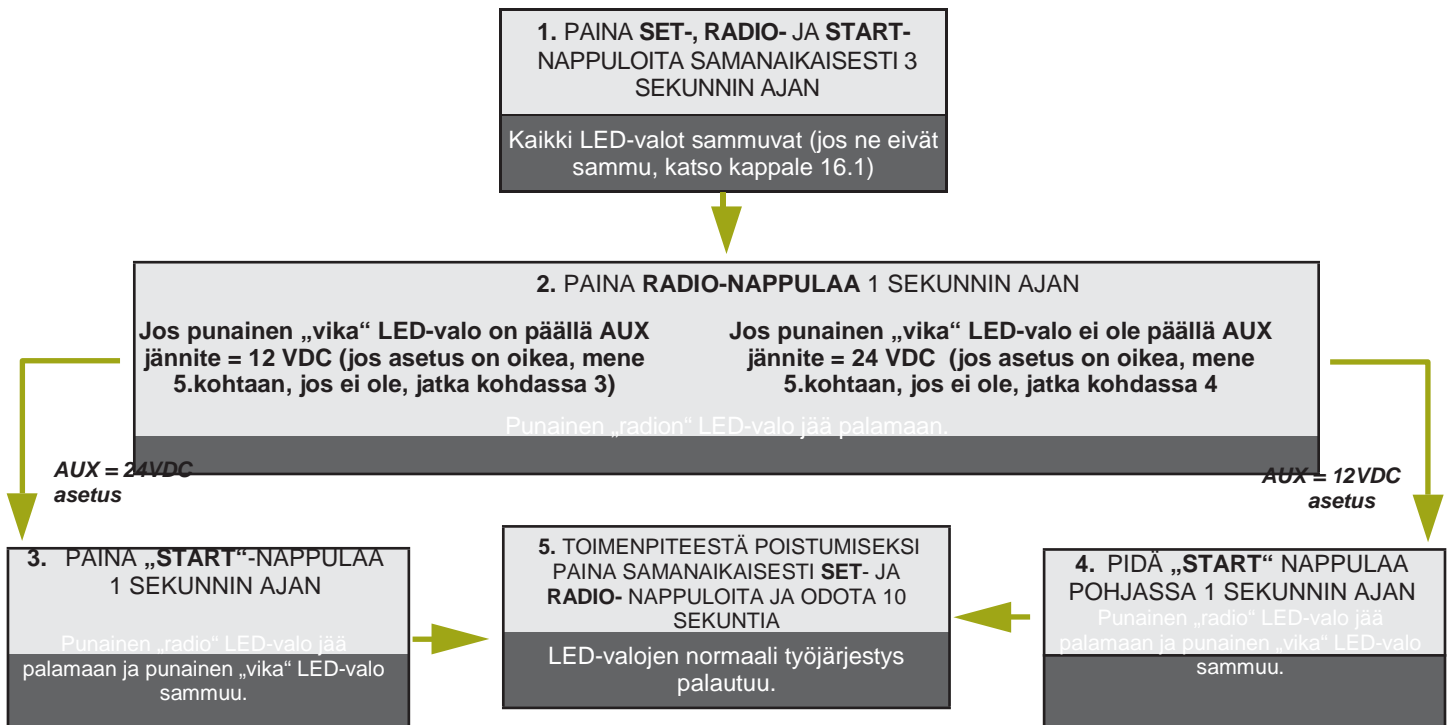 1. PAINA SET-, RADIO- JA START-
NAPPULOITA SAMANAIKAISESTI 3
SEKUNNIN AJAN
Kaikki LED-valot sammuvat (jos ne eivät
sammu, katso kappale 16.1)
2. PAINA RADIO-NAPPULAA 1 SEKUNNIN AJAN
Jos punainen „vika“ LED-valo on päällä AUX
jännite = 12 VDC (jos asetus on oikea, mene
5.kohtaan, jos ei ole, jatka kohdassa 3)
Jos punainen „vika“ LED-valo ei ole päällä AUX
jännite = 24 VDC (jos asetus on oikea, mene
5.kohtaan, jos ei ole, jatka kohdassa 4
Punainen „radion“ LED-valo jää palamaan.
AUX = 24VDC
asetus
AUX = 12VDC
asetus
3. PAINA „START“-NAPPULAA
1 SEKUNNIN AJAN
Punainen „radio“ LED-valo jää
palamaan ja punainen „vika“ LED-valo
sammuu.
5. TOIMENPITEESTÄ POISTUMISEKSI
PAINA SAMANAIKAISESTI SET- JA
RADIO- NAPPULOITA JA ODOTA 10
SEKUNTIA
LED-valojen normaali työjärjestys
palautuu.
4. PIDÄ „START“ NAPPULAA
POHJASSA 1 SEKUNNIN AJAN
Punainen „radio“ LED-valo jää
palamaan ja punainen „vika“ LED-valo
sammuu.